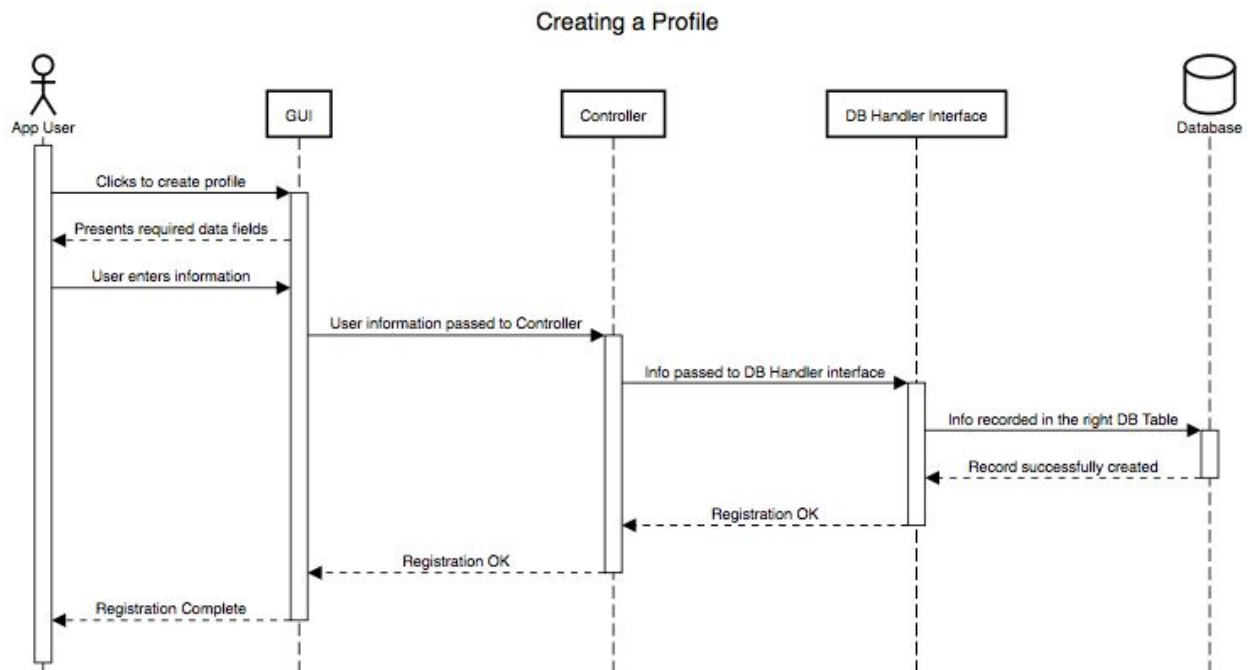 Creating a Profile
App User
GUI
Controller
DB Handler Interface
Database
Clicks to create profile
Presents required data fields
User enters information
User information passed to Controller
Info passed to DB Handler interface
Info recorded in the right DB Table
Record successfully created
Registration OK
Registration OK
Registration Complete